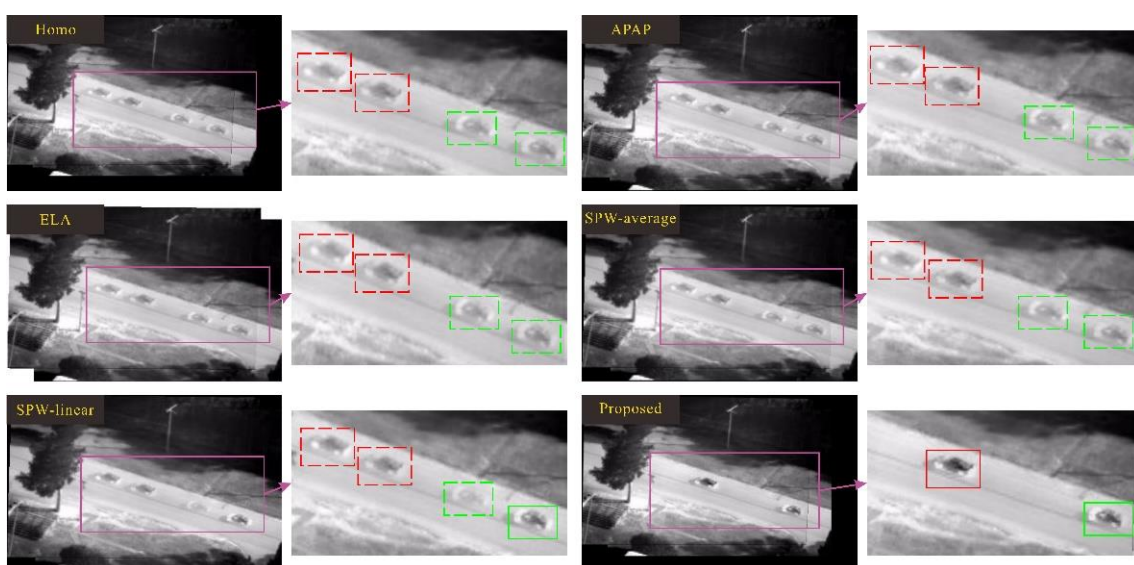 Homo
APAP
ELA
SPW-average
SPW-linear
Proposed